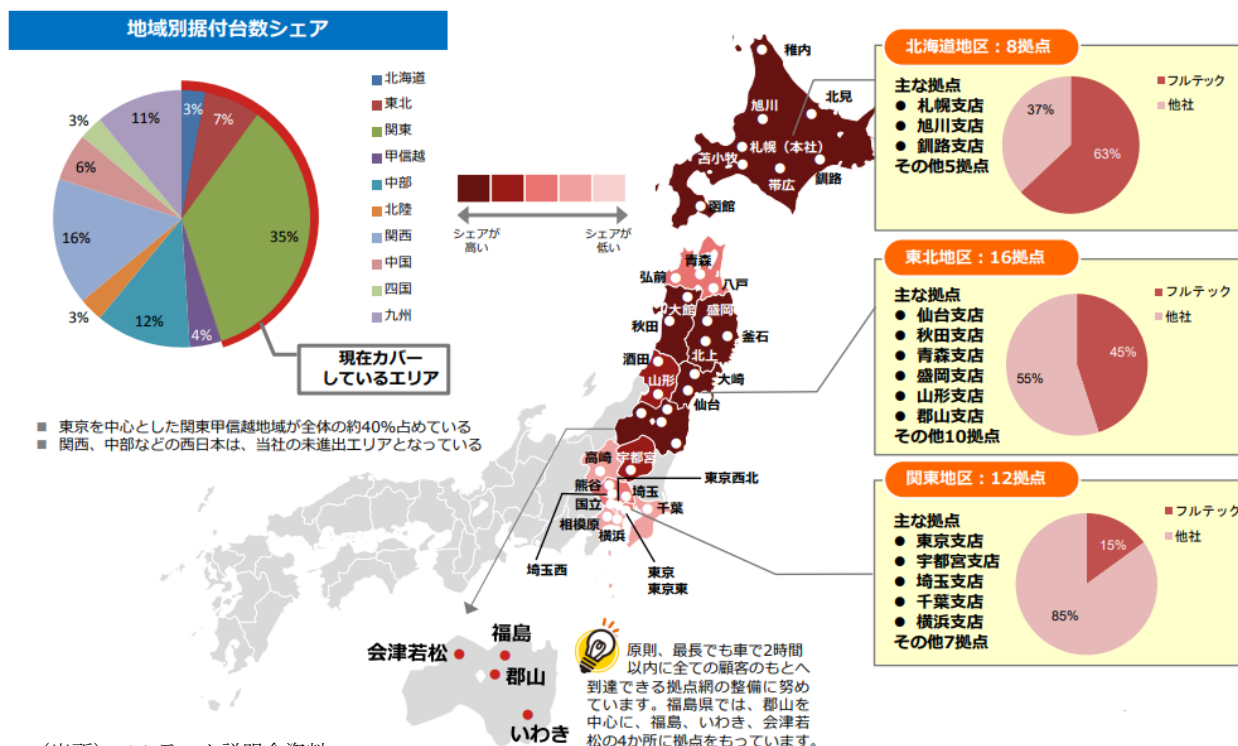 地域別据付台数シェア
3%
7%
35%
4%
12%
3%
16%
6%
3%
11%
北海道
東北
関東
甲信越
中部
北陸
関西
中国
四国
九州
現在カバー
しているエリア
■ 東京を中心とした関東甲信越地域が全体の約40%占めている
■ 関西、中部などの西日本は、当社の未進出エリアとなっている
シェアが
高い
シェアが
低い
稚内
北見
旭川
札幌（本社）
苫小牧
帯広
釧路
函館
青森
弘前
八戸
大館
盛岡
秋田
釜石
北上
酒田
山形
大崎
仙台
高崎
宇都宮
熊谷
東京西北
国立
埼玉
千葉
相模原
横浜
埼玉西
東京
東京東
福島
会津若松
郡山
いわき
原則、最長でも車で2時間
以内に全ての顧客のもとへ
到達できる拠点網の整備に努め
ています。福島県では、郡山を
中心に、福島、いわき、会津若
松の4か所に拠点をもっています。
北海道地区：8拠点
主な拠点
● 札幌支店
● 旭川支店
● 釧路支店
その他5拠点
フルテック
他社
37%
63%
東北地区：16拠点
主な拠点
● 仙台支店
● 秋田支店
● 青森支店
● 盛岡支店
● 山形支店
● 郡山支店
その他10拠点
フルテック
他社
45%
55%
関東地区：12拠点
主な拠点
● 東京支店
● 宇都宮支店
● 埼玉支店
● 千葉支店
● 横浜支店
その他7拠点
フルテック
他社
15%
85%